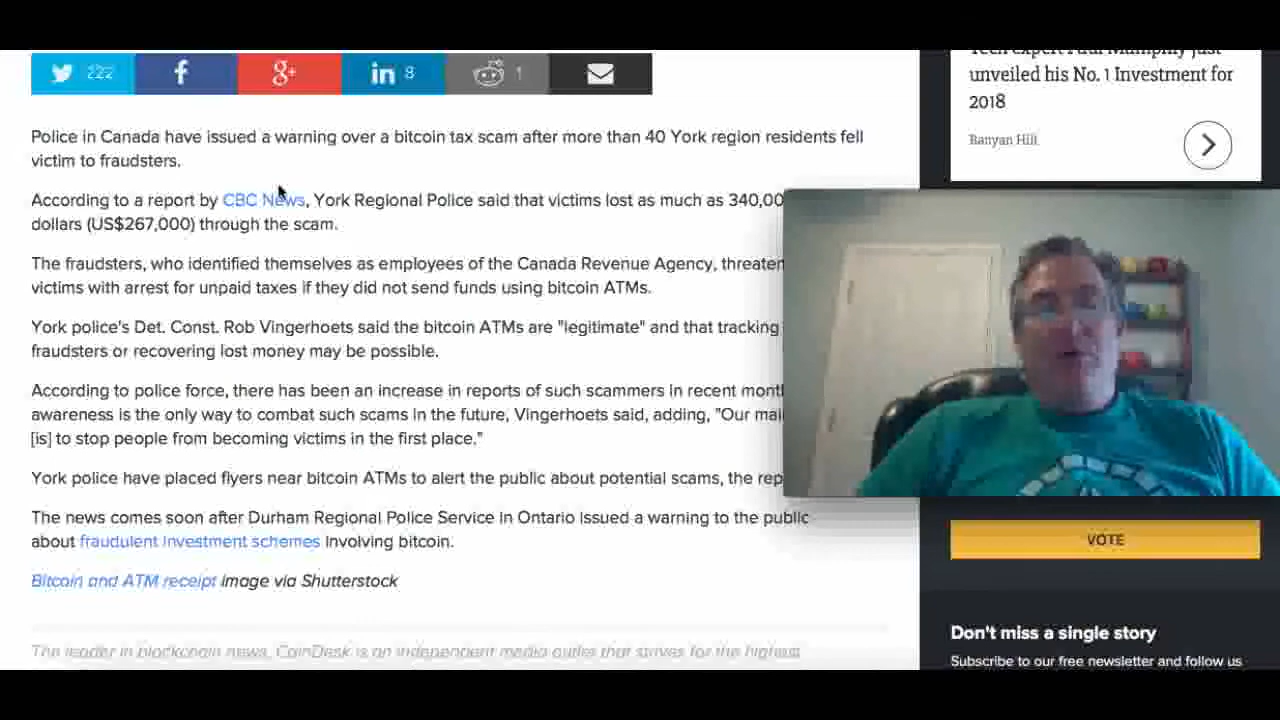 222
8
1
Police in Canada have issued a warning over a bitcoin tax scam after more than 40 York region residents fell
victim to fraudsters.
According to a report by CBC News, York Regional Police said that victims lost as much as 340,00
dollars (US$267,000) through the scam.
The fraudsters, who identified themselves as employees of the Canada Revenue Agency, threaten
victims with arrest for unpaid taxes if they did not send funds using bitcoin ATMs.
York police's Det. Const. Rob Vingerhoets said the bitcoin ATMs are "legitimate" and that tracking
fraudsters or recovering lost money may be possible.
According to police force, there has been an increase in reports of such scammers in recent mont
awareness is the only way to combat such scams in the future, Vingerhoets said, adding, "Our mai
[is] to stop people from becoming victims in the first place."
York police have placed flyers near bitcoin ATMs to alert the public about potential scams, the rep
The news comes soon after Durham Regional Police Service in Ontario issued a warning to the public
about fraudulent investment schemes involving bitcoin.
Bitcoin and ATM receipt image via Shutterstock
The leader in blockchain news, CoinDesk is an independent media outlet that strives for the highest
Tech Expert Paul Mampilly Just
unveiled his No. 1 Investment for
2018
Banyan Hill
VOTE
Don't miss a single story
Subscribe to our free newsletter and follow us